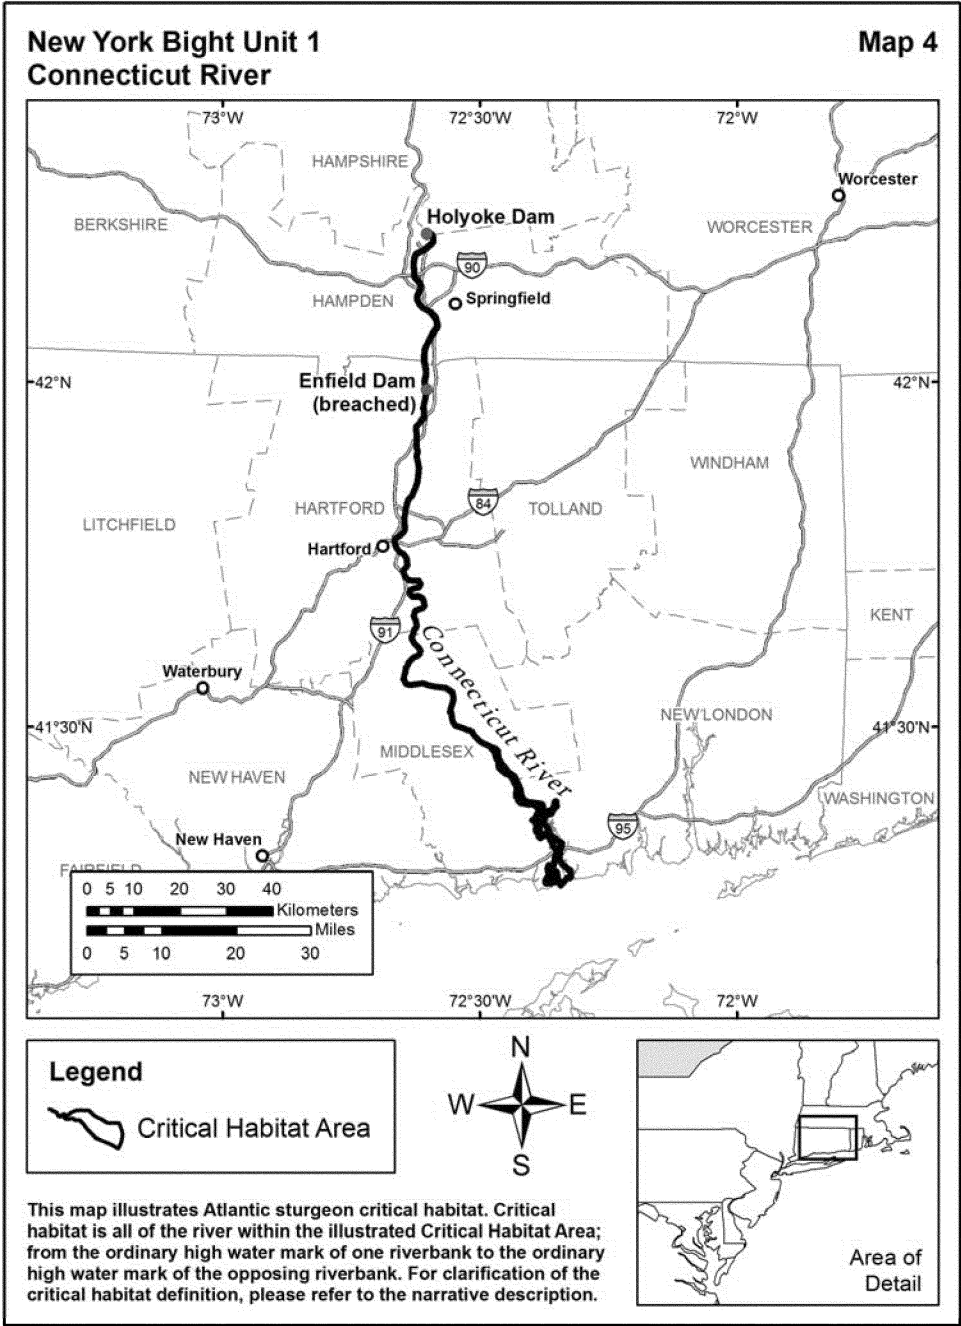 New York Bight Unit 1
Map 4
Connecticut River
73°W
72°30'W
72°W
HAMPSHIRE
Worcester
Holyoke Dam
BERKSHIRE
WORCESTER
90
HAMPDEN
Springfield
42°N
Enfield Dam
(breached)
42°N
WINDHAM
84
HARTFORD
TOLLAND
LITCHFIELD
Hartford
KENT
91
Connecticut River
Waterbury
NEW LONDON
41°30'N
41°30'N
MIDDLESEX
NEW HAVEN
WASHINGTON
95
New Haven
FAIRFIELD
0 5 10 20 30 40
Kilometers
Miles
0 5 10 20 30
73°W
72°30'W
72°W
Legend
Critical Habitat Area
N
W
E
S
This map illustrates Atlantic sturgeon critical habitat. Critical
habitat is all of the river within the illustrated Critical Habitat Area;
from the ordinary high water mark of one riverbank to the ordinary
high water mark of the opposing riverbank. For clarification of the
critical habitat definition, please refer to the narrative description.
Area of
Detail